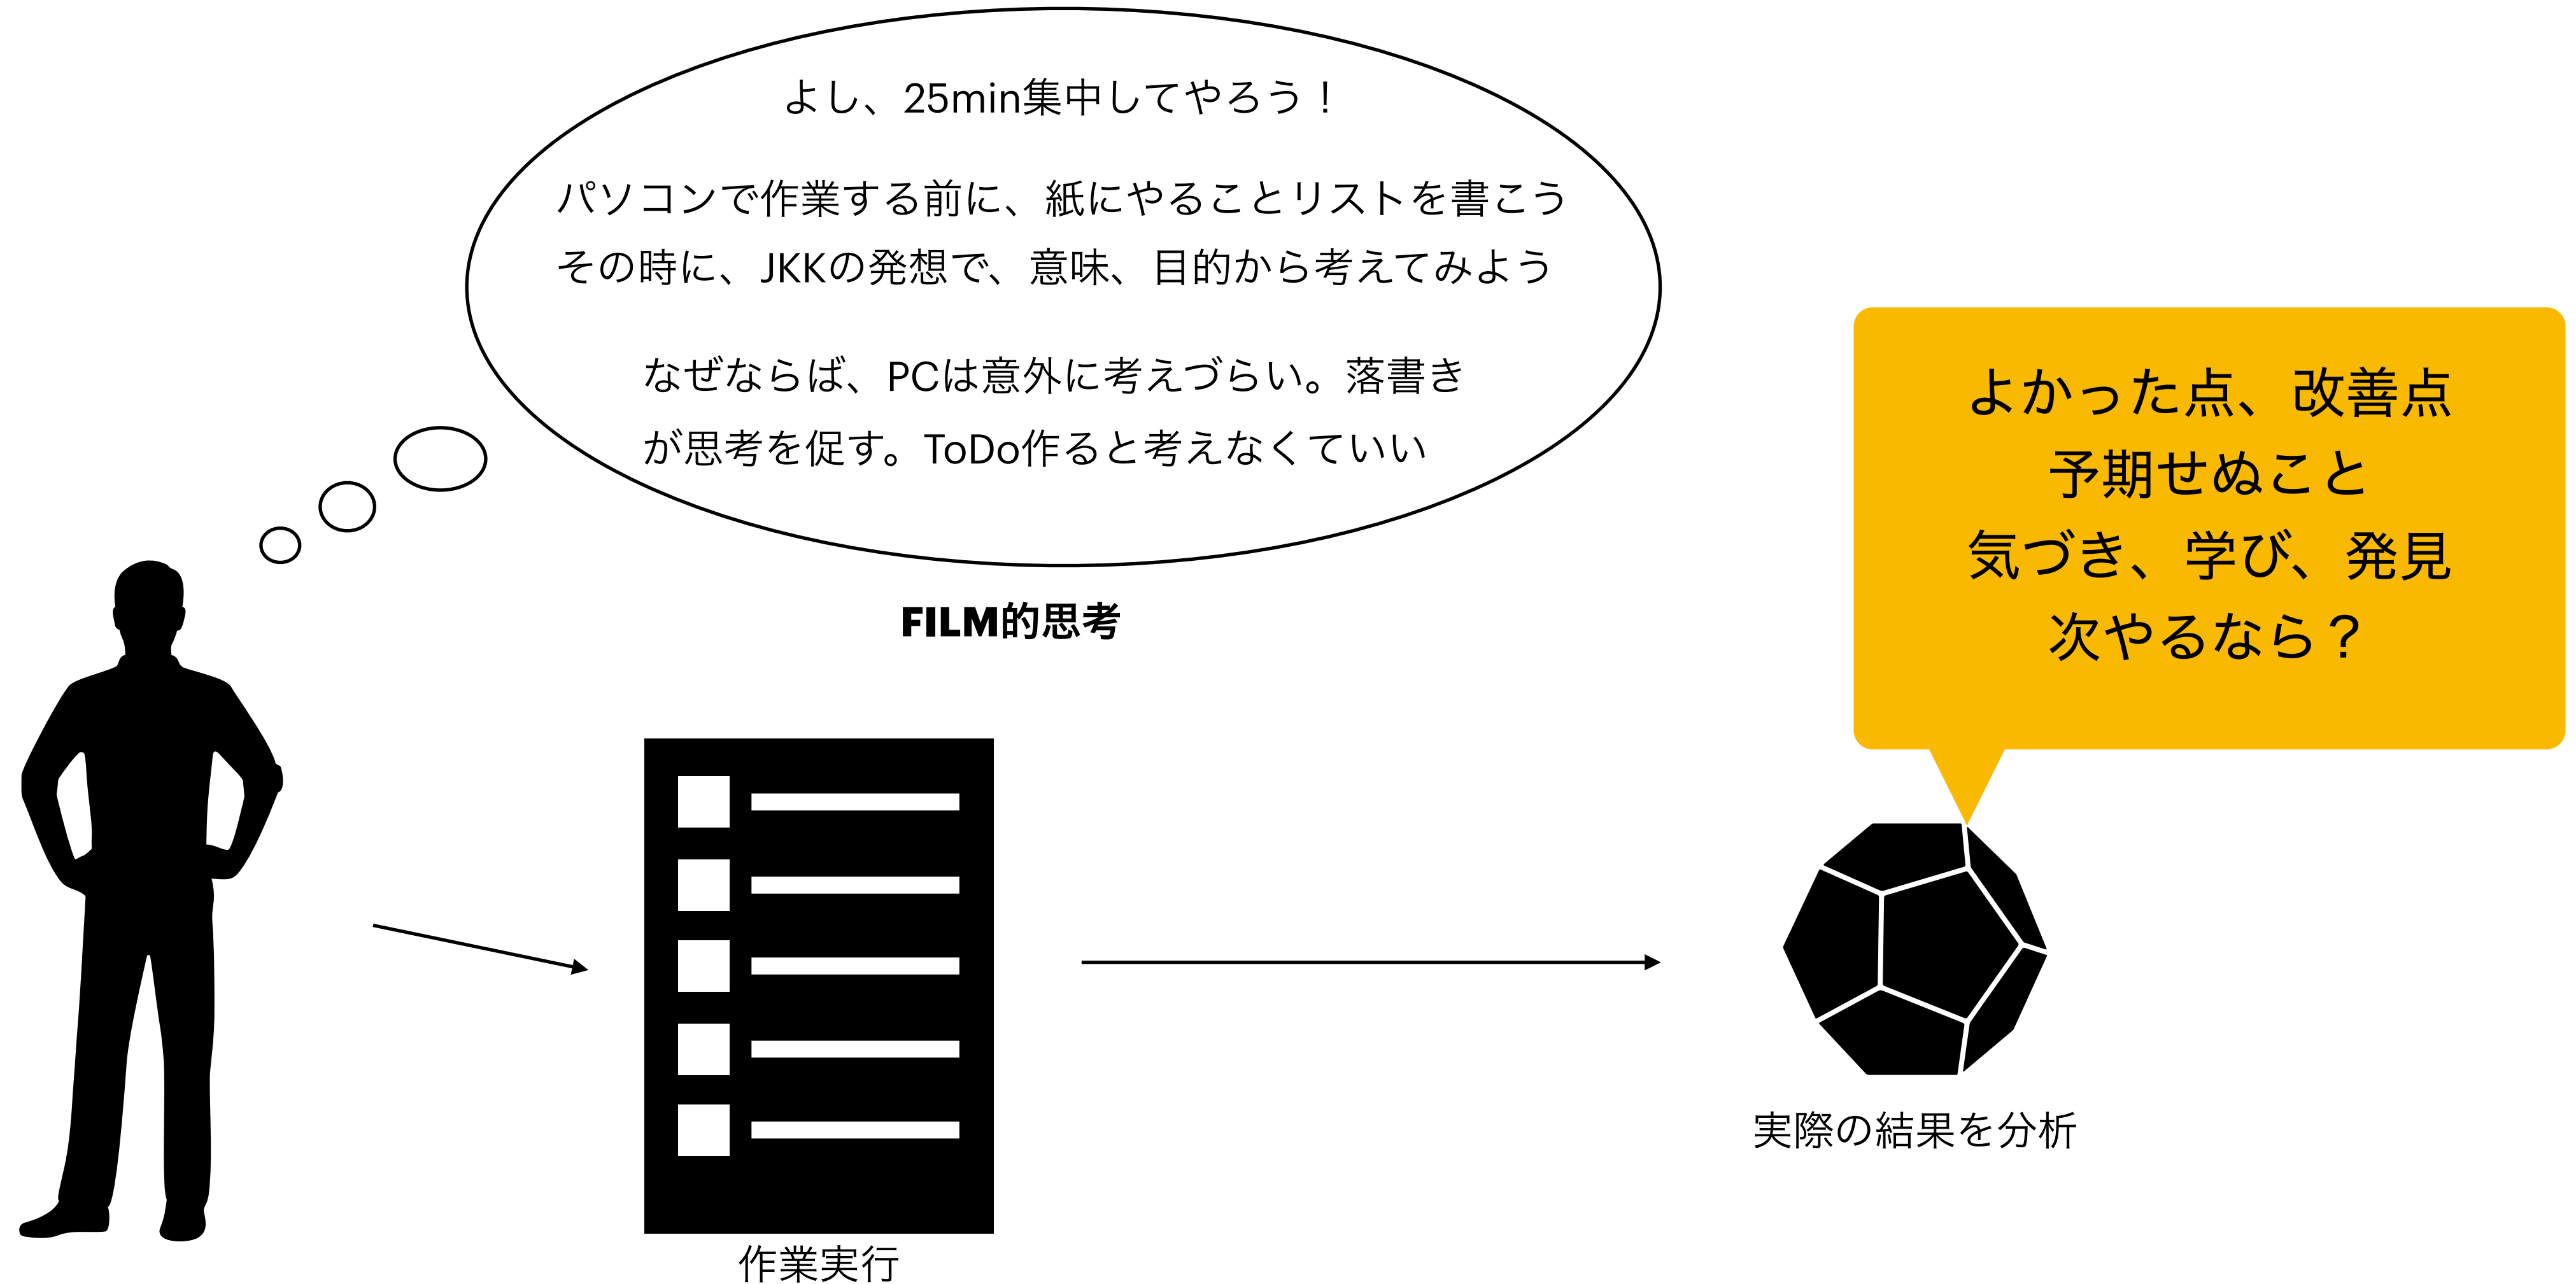 よし、25min集中してやろう！
パソコンで作業する前に、紙にやることリストを書こう
その時に、JKKの発想で、意味、目的から考えてみよう
なぜならば、PCは意外に考えづらい。落書き
が思考を促す。ToDo作ると考えなくていい
FILM的思考
よかった点、改善点
予期せぬこと
気づき、学び、発見
次やるなら？
作業実行
実際の結果を分析